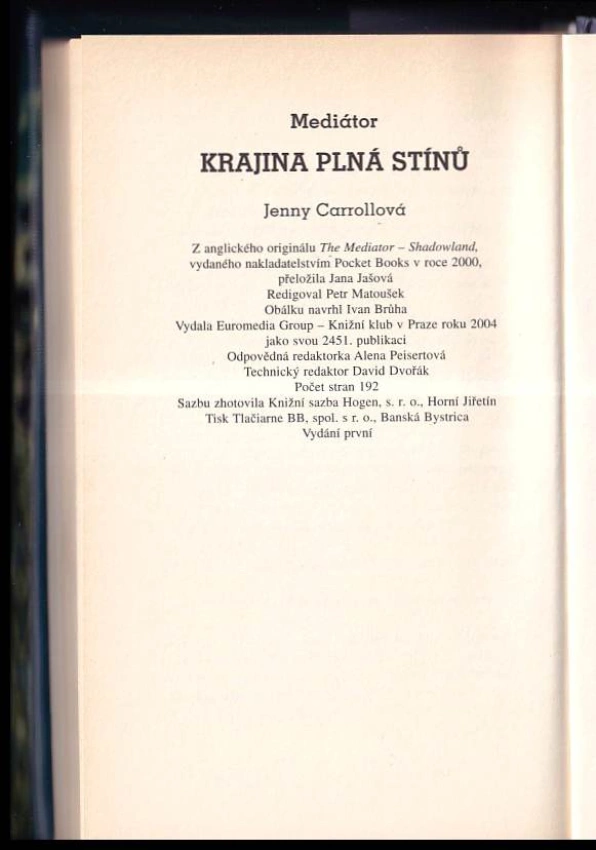 Mediátor
KRAJINA PLNÁ STÍNŮ
Jenny Carrollová
Z anglického originálu The Mediator – Shadowland,
vydaného nakladatelstvím Pocket Books v roce 2000,
přeložila Jana Jašová
Redigoval Petr Matoušek
Obálku navrhl Ivan Brůha
Vydala Euromedia Group – Knižní klub v Praze roku 2004
jako svou 2451. publikaci
Odpovědná redaktorka Alena Peisertová
Technický redaktor David Dvořák
Počet stran 192
Sazbu zhotovila Knižní sazba Hogen, s. r. o., Horní Jiřetín
Tisk Tlačiarne BB, spol. s r. o., Banská Bystrica
Vydání první